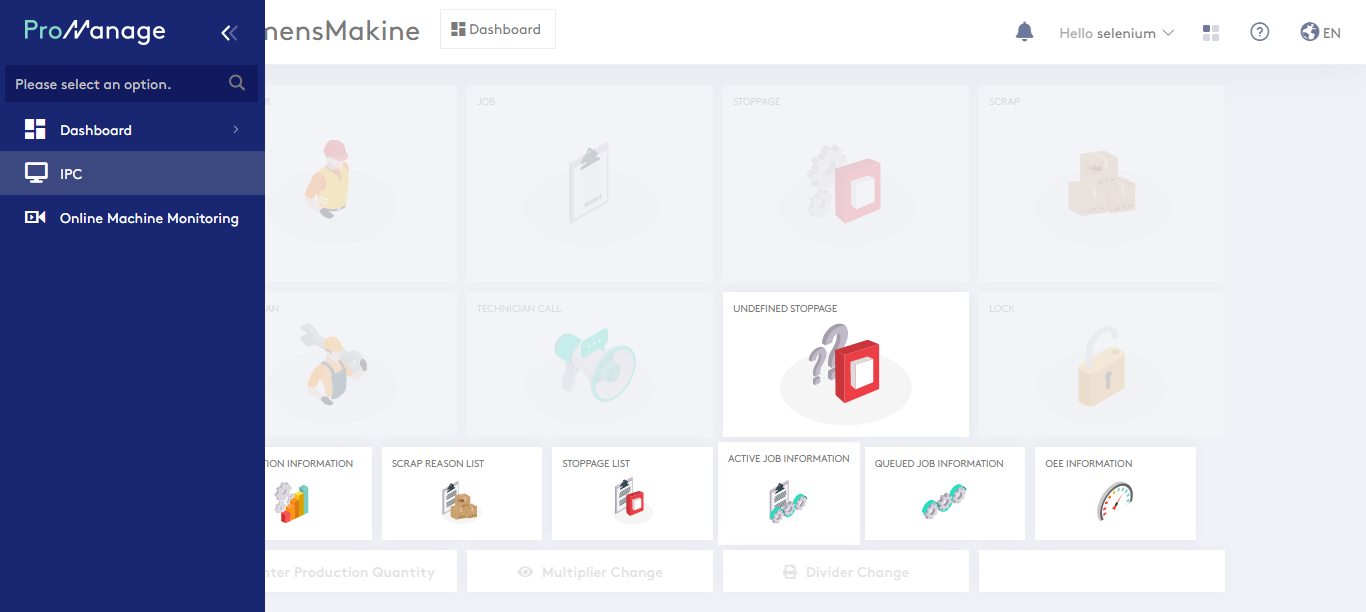 ProManage
mensMakine
Dashboard
Hello selenium
EN
Please select an option.
Dashboard
IPC
Online Machine Monitoring
JOB
STOPPAGE
SCRAP
TECHNICIAN CALL
UNDEFINED STOPPAGE
LOCK
TION INFORMATION
SCRAP REASON LIST
STOPPAGE LIST
ACTIVE JOB INFORMATION
QUEUED JOB INFORMATION
OEE INFORMATION
nter Production Quantity
Multiplier Change
Divider Change